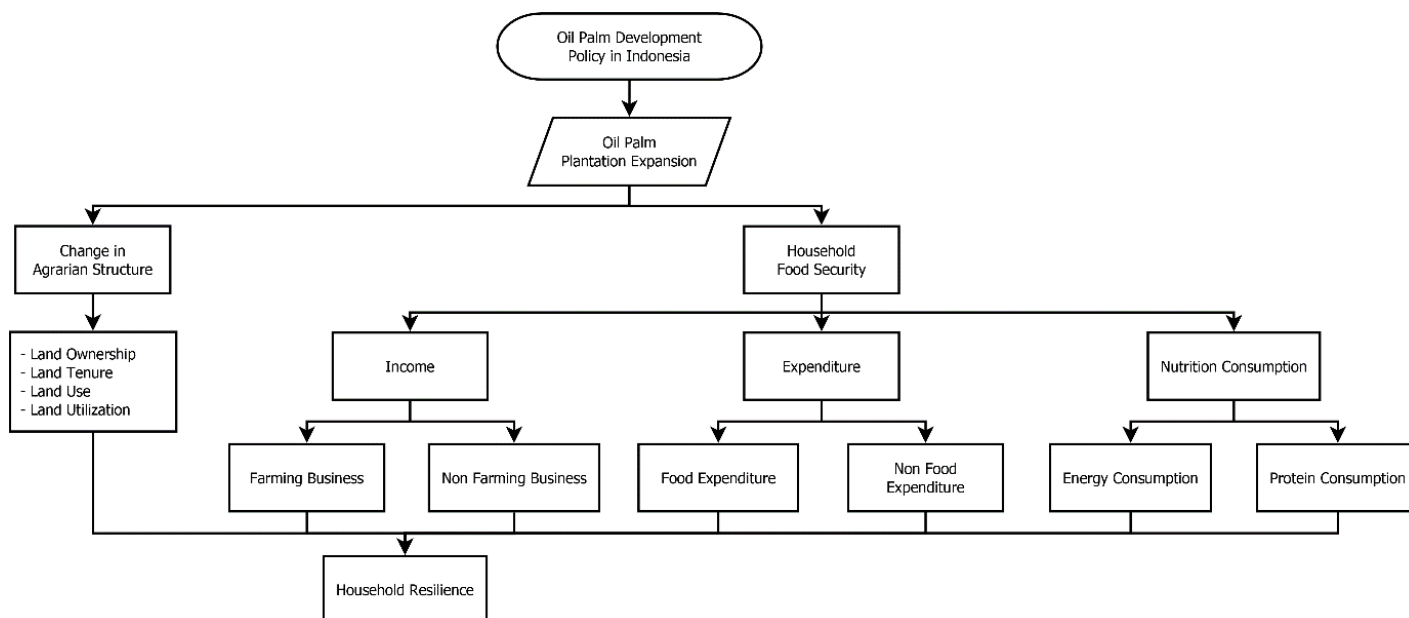 Oil Palm Development
Policy in Indonesia
Oil Palm
Plantation Expansion
Change in
Agrarian Structure
Household
Food Security
- Land Ownership
- Land Tenure
- Land Use
- Land Utilization
Income
Expenditure
Nutrition Consumption
Farming Business
Non Farming Business
Food Expenditure
Non Food
Expenditure
Energy Consumption
Protein Consumption
Household Resilience